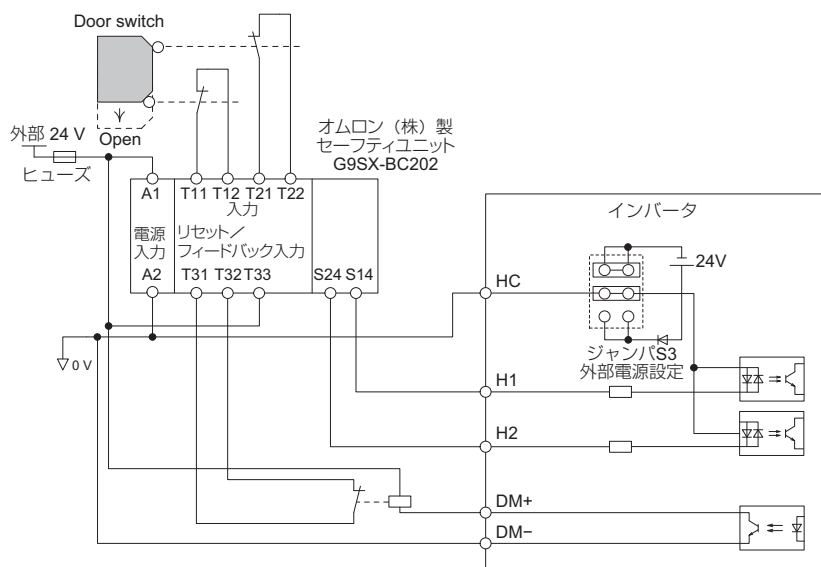 Door switch
Open
外部 24 V
ヒューズ
オムロン（株）製
セーフティユニット
G9SX-BC202
A1
T11 T12 T21 T22
入力
電源
入力
リセット／
フィードバック入力
A2
T31 T32 T33
S24 S14
0 V
インバータ
24V
HC
ジャンパS3
外部電源設定
H1
H2
DM+
DM−